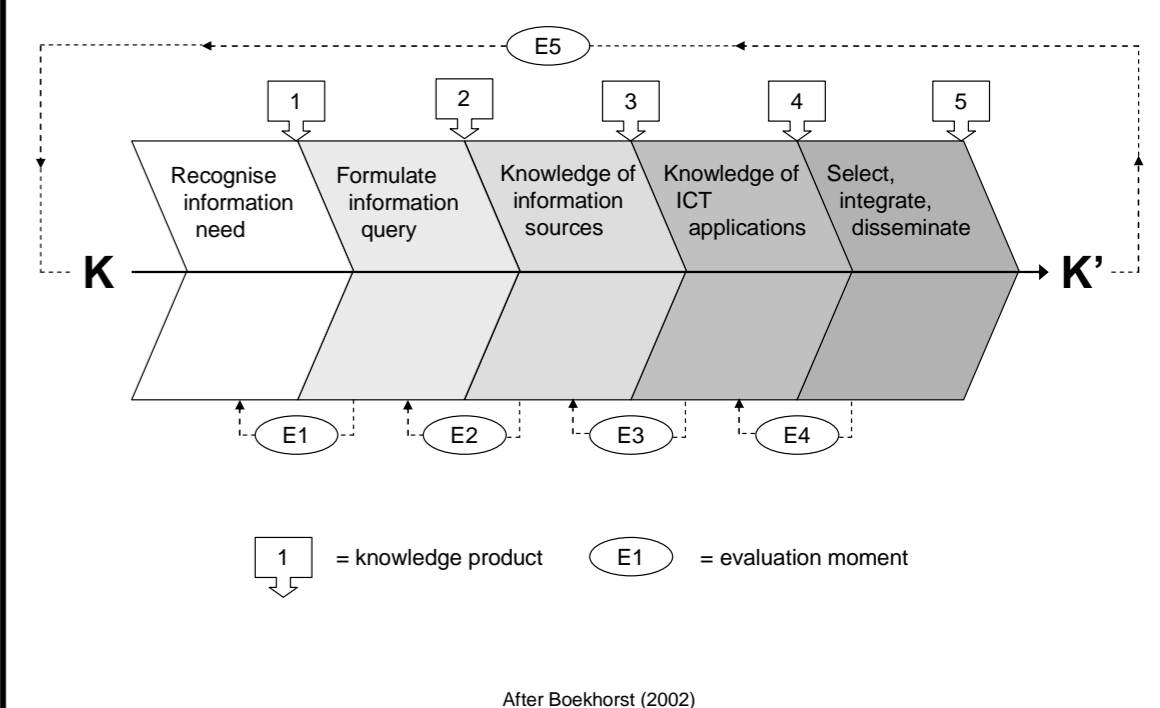 E5
1
2
3
4
5
Recognise
information
need
Formulate
information
query
Knowledge of
information
sources
Knowledge of
ICT
applications
Select,
integrate,
disseminate
K
K’
E1
E2
E3
E4
1 = knowledge product
E1 = evaluation moment
After Boekhorst (2002)